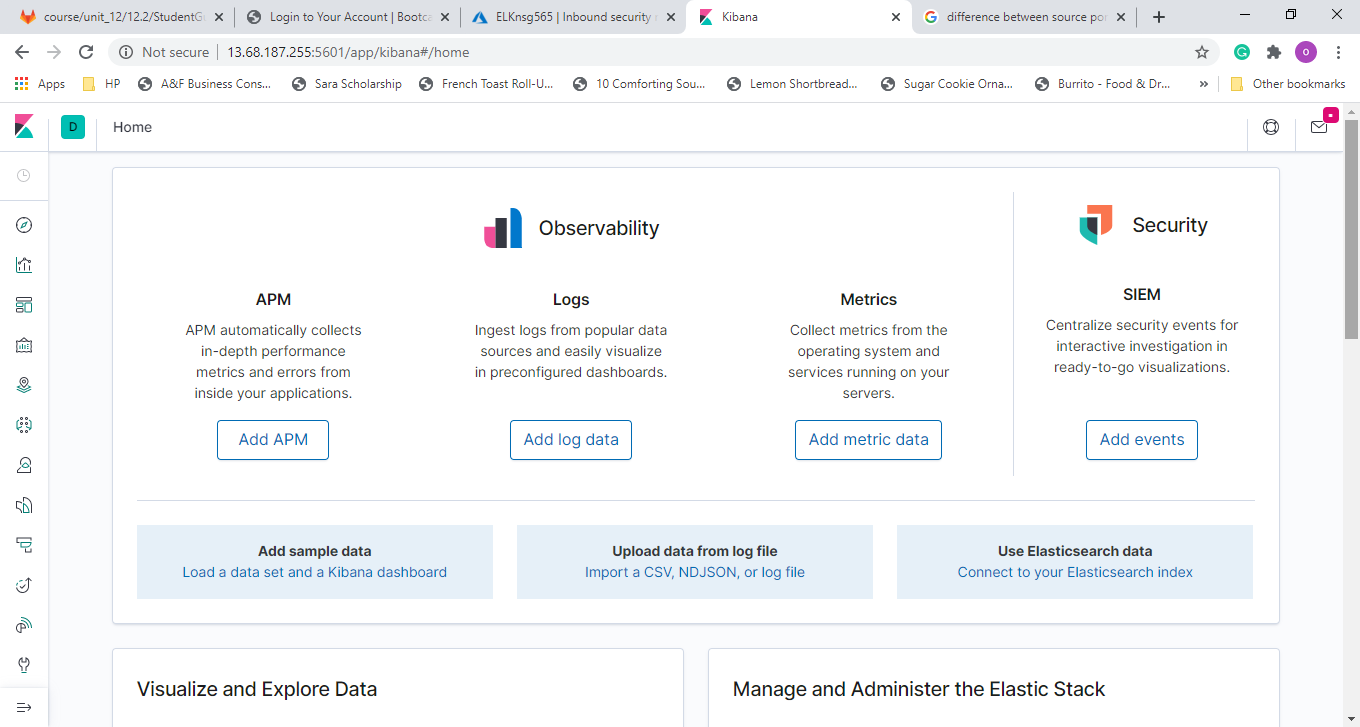 course/unit_12/12.2/StudentGu
Login to Your Account | Bootca
ELKnsg565 | Inbound security r
Kibana
difference between source por
Not secure
13.68.187.255:5601/app/kibana#/home
o
Apps
HP
A&F Business Cons...
Sara Scholarship
French Toast Roll-U...
10 Comforting Sou...
Lemon Shortbread...
Sugar Cookie Orna...
Burrito - Food & Dr...
»
Other bookmarks
D
Home
Observability
Security
APM
APM automatically collects
in-depth performance
metrics and errors from
inside your applications.
Add APM
Logs
Ingest logs from popular data
sources and easily visualize
in preconfigured dashboards.
Add log data
Metrics
Collect metrics from the
operating system and
services running on your
servers.
Add metric data
SIEM
Centralize security events for
interactive investigation in
ready-to-go visualizations.
Add events
Add sample data
Load a data set and a Kibana dashboard
Upload data from log file
Import a CSV, NDJSON, or log file
Use Elasticsearch data
Connect to your Elasticsearch index
Visualize and Explore Data
Manage and Administer the Elastic Stack